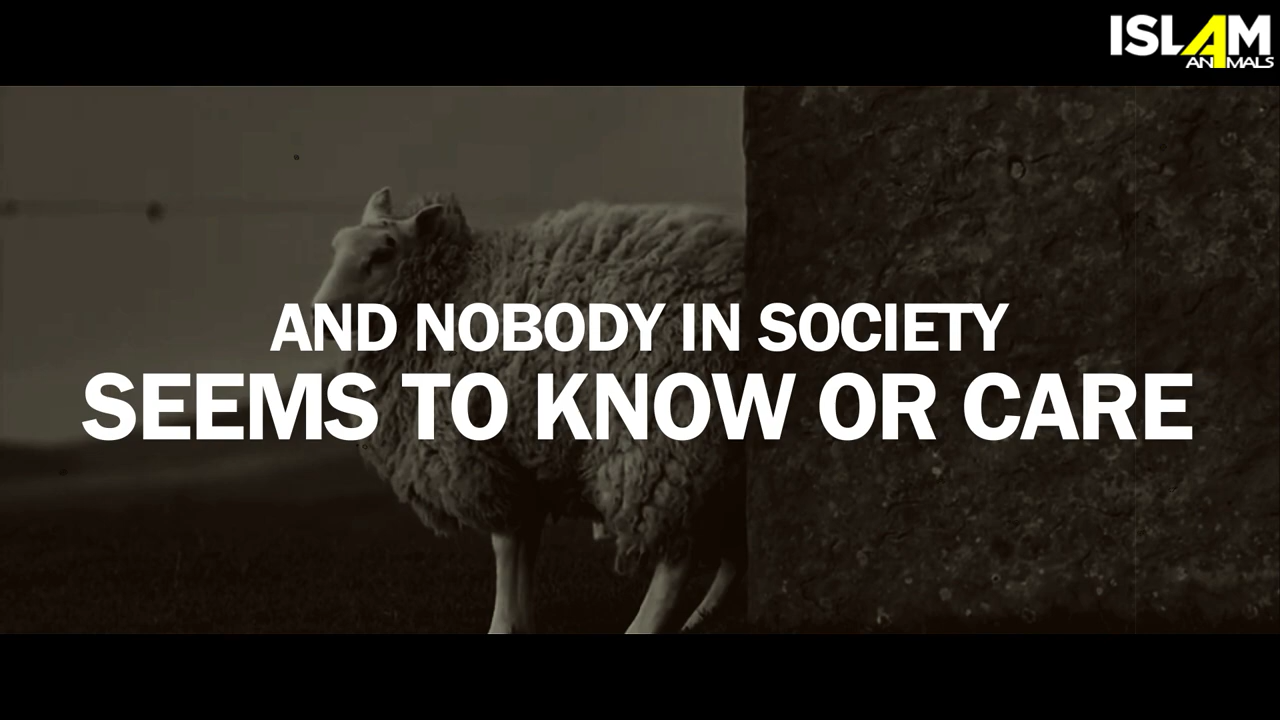 ISLAM
ANIMALS
AND NOBODY IN SOCIETY
SEEMS TO KNOW OR CARE